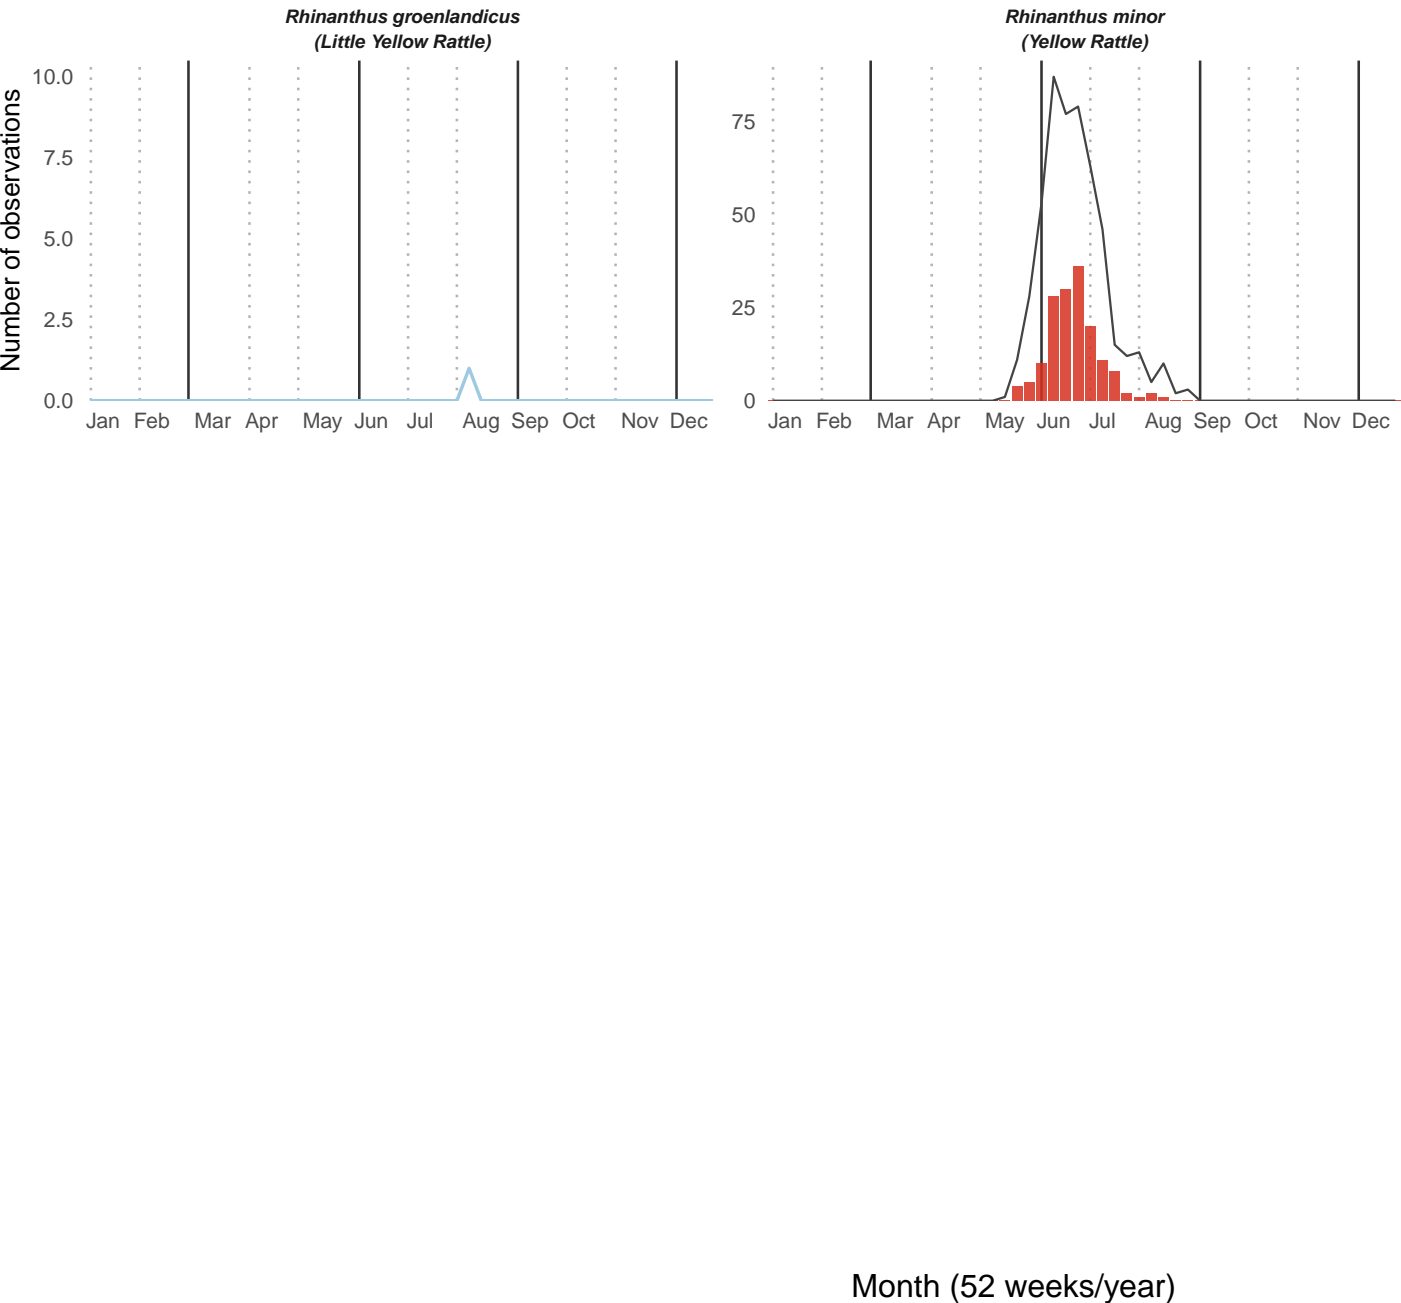 Rhinanthus groenlandicus
(Little Yellow Rattle)
Rhinanthus minor
(Yellow Rattle)
Number of observations
10.0
7.5
5.0
2.5
0.0
Jan Feb Mar Apr May Jun Jul Aug Sep Oct Nov Dec
75
50
25
0
Jan Feb Mar Apr May Jun Jul Aug Sep Oct Nov Dec
Month (52 weeks/year)